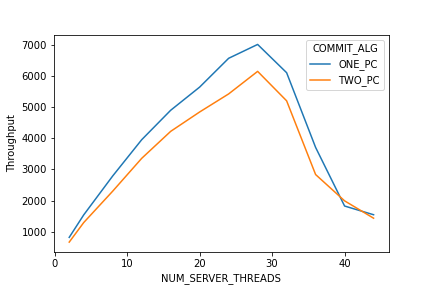 COMMIT_ALG
ONE_PC
TWO_PC
7000
6000
5000
4000
3000
2000
1000
Throughput
0
10
20
30
40
NUM_SERVER_THREADS